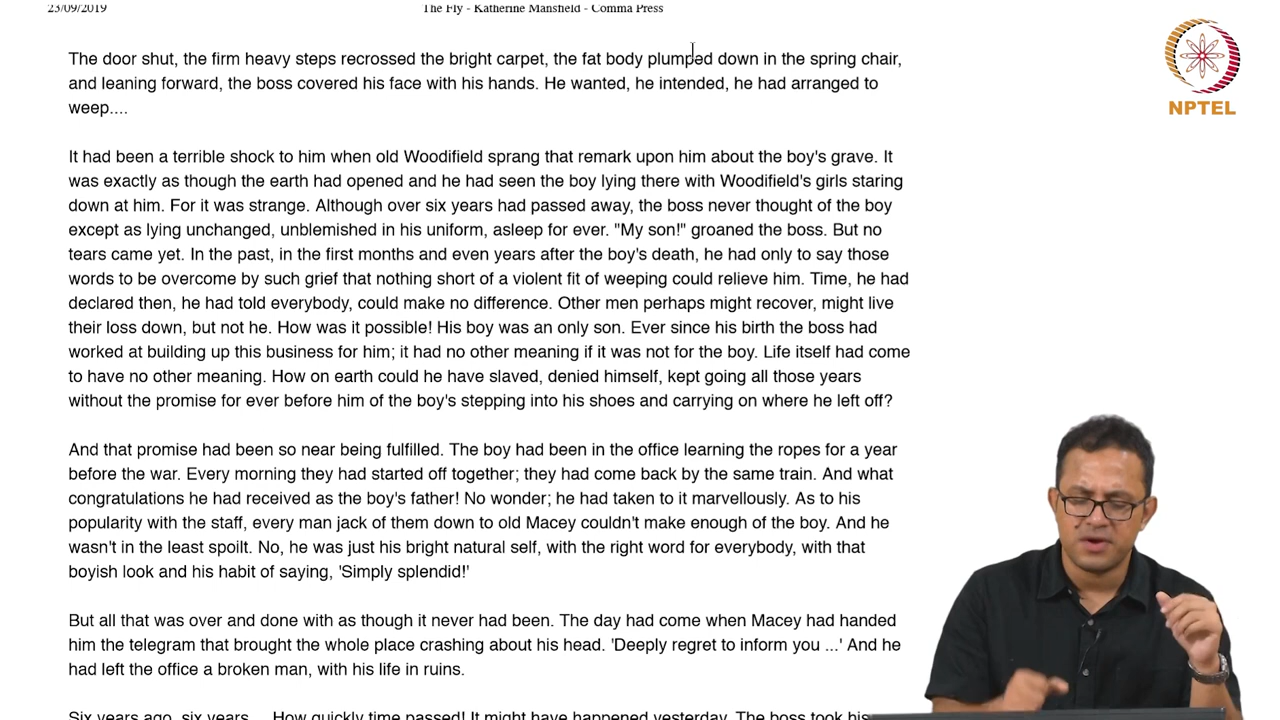 23/09/2019
The Fly - Katherine Mansfield - Comma Press
The door shut, the firm heavy steps recrossed the bright carpet, the fat body plumped down in the spring chair,
and leaning forward, the boss covered his face with his hands. He wanted, he intended, he had arranged to
weep....
It had been a terrible shock to him when old Woodifield sprang that remark upon him about the boy's grave. It
was exactly as though the earth had opened and he had seen the boy lying there with Woodifield's girls staring
down at him. For it was strange. Although over six years had passed away, the boss never thought of the boy
except as lying unchanged, unblemished in his uniform, asleep for ever. "My son!" groaned the boss. But no
tears came yet. In the past, in the first months and even years after the boy's death, he had only to say those
words to be overcome by such grief that nothing short of a violent fit of weeping could relieve him. Time, he had
declared then, he had told everybody, could make no difference. Other men perhaps might recover, might live
their loss down, but not he. How was it possible! His boy was an only son. Ever since his birth the boss had
worked at building up this business for him; it had no other meaning if it was not for the boy. Life itself had come
to have no other meaning. How on earth could he have slaved, denied himself, kept going all those years
without the promise for ever before him of the boy's stepping into his shoes and carrying on where he left off?
And that promise had been so near being fulfilled. The boy had been in the office learning the ropes for a year
before the war. Every morning they had started off together; they had come back by the same train. And what
congratulations he had received as the boy's father! No wonder; he had taken to it marvellously. As to his
popularity with the staff, every man jack of them down to old Macey couldn't make enough of the boy. And he
wasn't in the least spoilt. No, he was just his bright natural self, with the right word for everybody, with that
boyish look and his habit of saying, 'Simply splendid!'
But all that was over and done with as though it never had been. The day had come when Macey had handed
him the telegram that brought the whole place crashing about his head. 'Deeply regret to inform you ...' And he
had left the office a broken man, with his life in ruins.
Six years ago, six years ... How quickly time passed! It might have happened yesterday. The boss took his
NPTEL